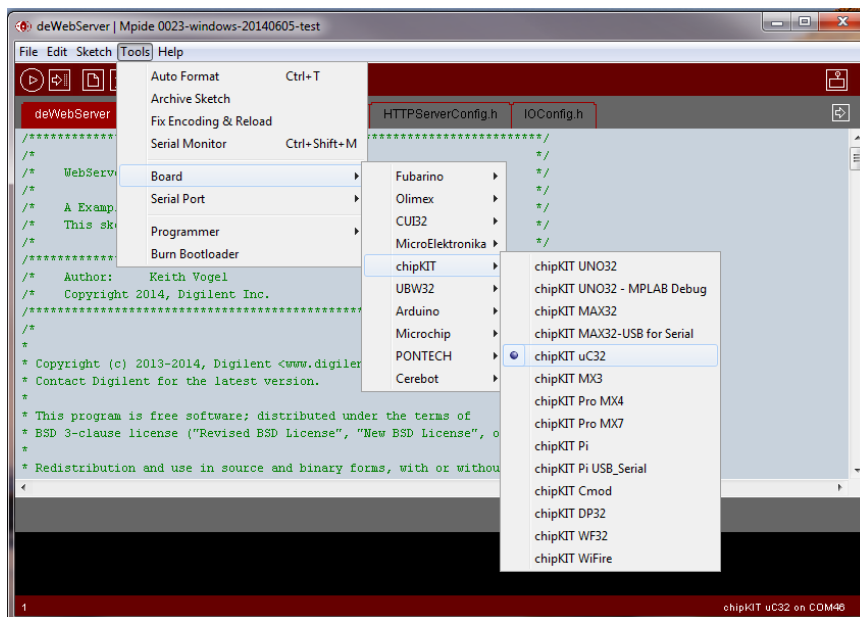 deWebServer | Mpide 0023-windows-20140605-test
File Edit Sketch Tools Help
deWebServer
HTTPServerConfig.h
IOConfig.h
Auto Format Ctrl+T
Archive Sketch
Fix Encoding & Reload
Serial Monitor Ctrl+Shift+M
Board
Serial Port
Programmer
Burn Bootloader
Fubarino
Olimex
CUI32
MicroElektronika
chipKIT
UBW32
Arduino
Microchip
PONTECH
Cerebot
chipKIT UNO32
chipKIT UNO32 - MPLAB Debug
chipKIT MAX32
chipKIT MAX32-USB for Serial
chipKIT uC32
chipKIT MX3
chipKIT Pro MX4
chipKIT Pro MX7
chipKIT Pi
chipKIT Pi USB_Serial
chipKIT Cmod
chipKIT DP32
chipKIT WF32
chipKIT WiFire
/* */
/* WebServe */
/* */
/* A Examp */
/* This sk */
/* */
/* Author: Keith Vogel
/* Copyright 2014, Digilent Inc.
/*
*
* Copyright (c) 2013-2014, Digilent <www.digiler
* Contact Digilent for the latest version.
*
* This program is free software; distributed under the terms of
* BSD 3-clause license ("Revised BSD License", "New BSD License", o
*
* Redistribution and use in source and binary forms, with or withou
1
chipKIT uC32 on COM46